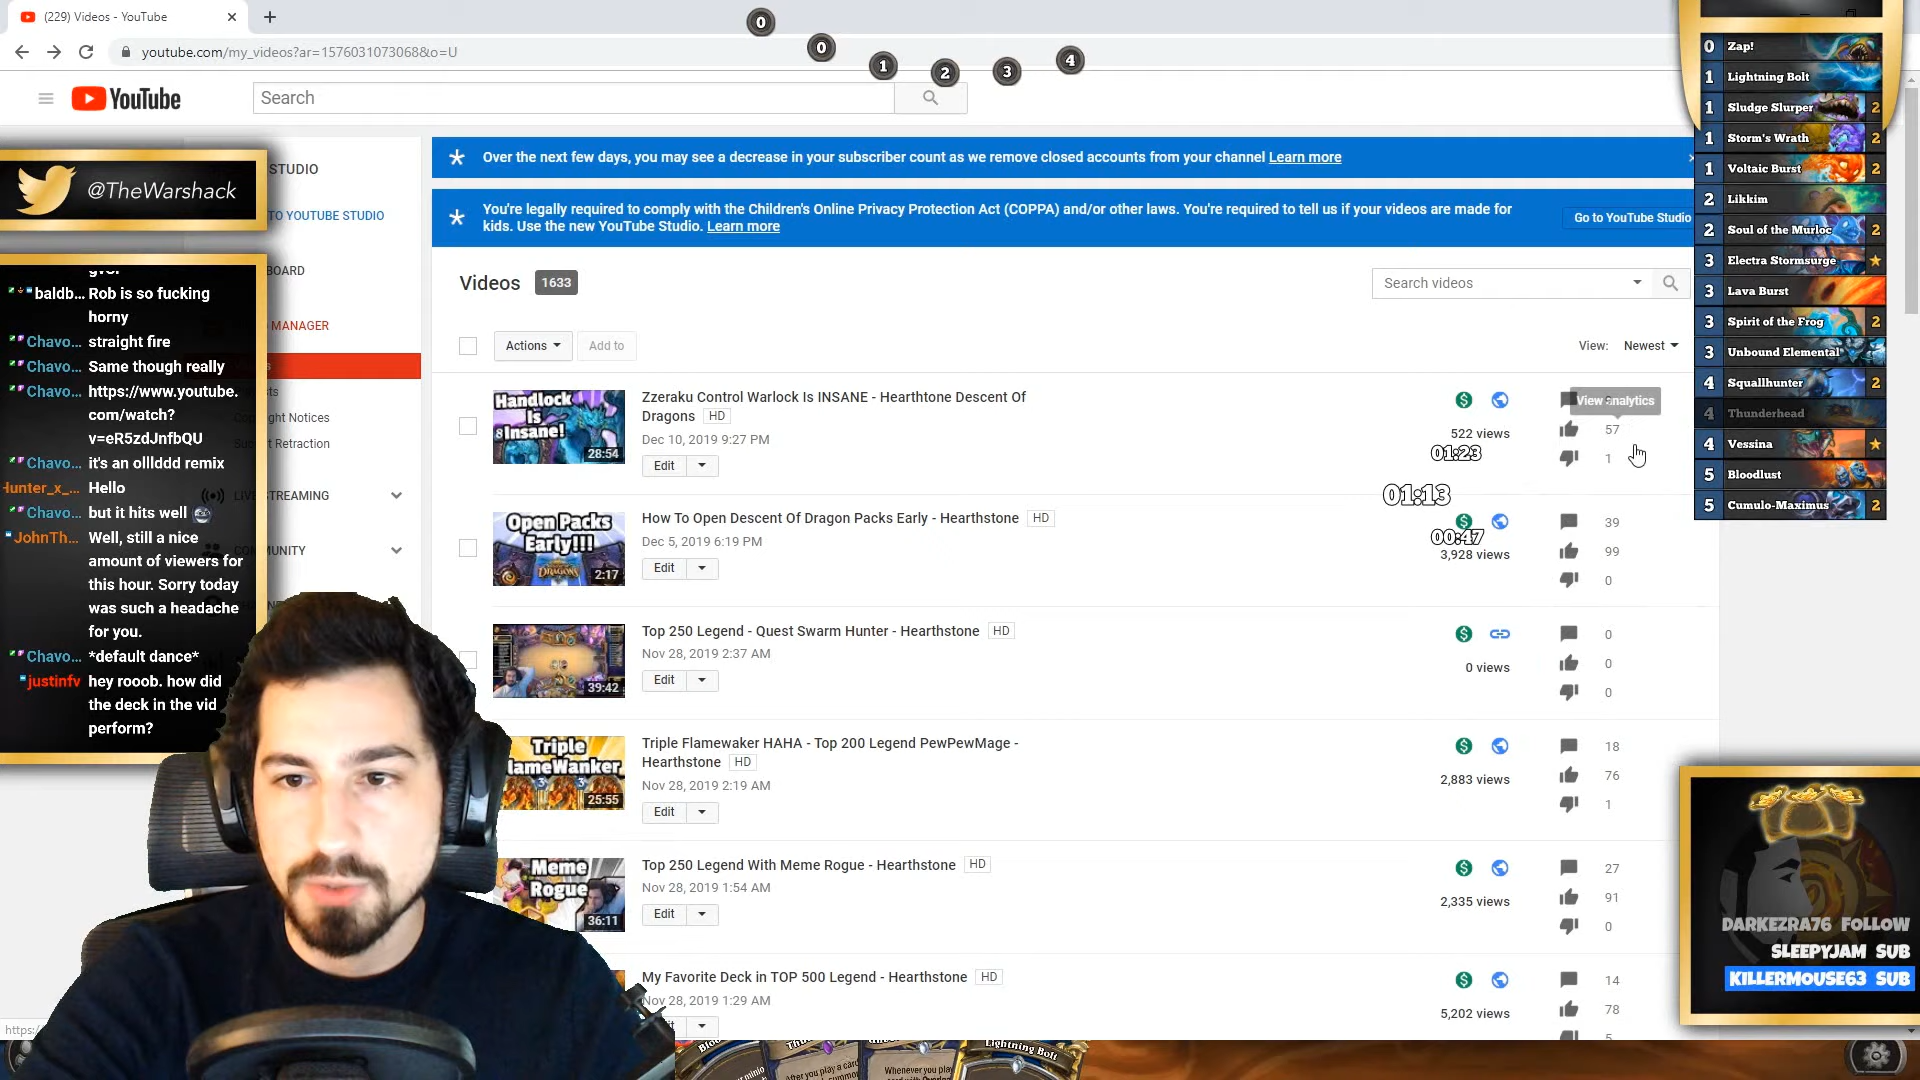 (229) Videos - YouTube
youtube.com/my_videos?ar=1576031073068&o=U
0
0
1
2
3
4
YouTube
Search
@TheWarshack
STUDIO
TO YOUTUBE STUDIO
BOARD
MANAGER
ght Notices
Retraction
STREAMING
baldb... Rob is so fucking
horny
Chavo... straight fire
Chavo... Same though really
Chavo... https://www.youtube.
com/watch?
v=eR5zdJnfbQU
Chavo... it's an olllddd remix
Hunter_x_... Hello
Chavo... but it hits well
JohnTh... Well, still a nice
amount of viewers for
this hour. Sorry today
was such a headache
for you.
Chavo... *default dance*
justinfv hey rooob. how did
the deck in the vid
perform?
Over the next few days, you may see a decrease in your subscriber count as we remove closed accounts from your channel Learn more
You're legally required to comply with the Children's Online Privacy Protection Act (COPPA) and/or other laws. You're required to tell us if your videos are made for
kids. Use the new YouTube Studio. Learn more
Go to YouTube Studio
Videos 1633
Search videos
Actions
Add to
View: Newest
Handlock
Is
Insane!
28:54
Zzeraku Control Warlock Is INSANE - Hearthtone Descent Of
Dragons HD
Dec 10, 2019 9:27 PM
Edit
522 views
View Analytics
57
1
01:23
01:13
00:47
Open Packs
Early!!!
2:17
How To Open Descent Of Dragon Packs Early - Hearthstone HD
Dec 5, 2019 6:19 PM
Edit
3,928 views
39
99
0
39:42
Top 250 Legend - Quest Swarm Hunter - Hearthstone HD
Nov 28, 2019 2:37 AM
Edit
0 views
0
0
0
Triple
lameWanker
25:55
Triple Flamewaker HAHA - Top 200 Legend PewPewMage -
Hearthstone HD
Nov 28, 2019 2:19 AM
Edit
2,883 views
18
76
1
Meme
Rogue
36:11
Top 250 Legend With Meme Rogue - Hearthstone HD
Nov 28, 2019 1:54 AM
Edit
2,335 views
27
91
0
My Favorite Deck in TOP 500 Legend - Hearthstone HD
Nov 28, 2019 1:29 AM
5,202 views
14
78
0 Zap!
1 Lightning Bolt
1 Sludge Slurper 2
1 Storm's Wrath 2
1 Voltaic Burst 2
2 Likkim
2 Soul of the Murloc 2
3 Electra Stormsurge
3 Lava Burst
3 Spirit of the Frog 2
3 Unbound Elemental
4 Squallhunter 2
4 Thunderhead
4 Vessina
5 Bloodlust
5 Cumulo-Maximus 2
DARKEZRA76 FOLLOW
SLEEPYJAM SUB
KILLERMOUSE63 SUB
https:/
Lightning Bolt
After you play a card
Whenever you play